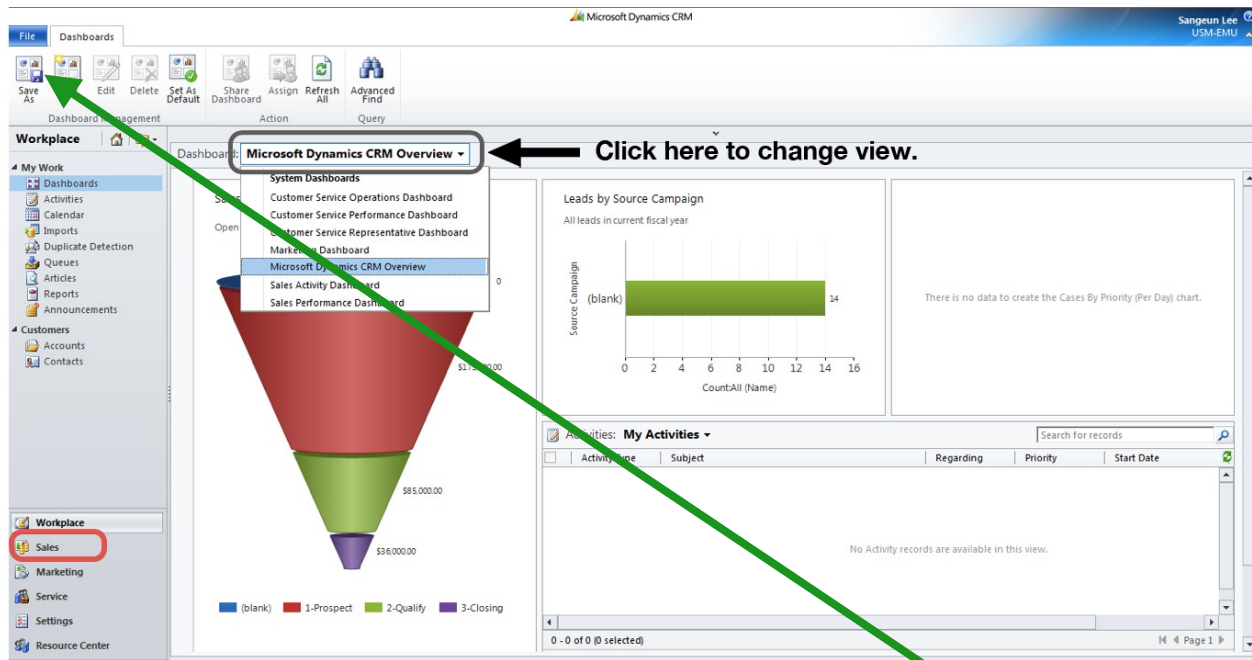 Microsoft Dynamics CRM
Sangeun Lee
USM-EMU
File
Dashboards
Save As
Edit
Delete
Set As Default
Share Dashboard
Assign
Refresh All
Advanced Find
Dashboard Management
Action
Query
Workplace
Dashboard: Microsoft Dynamics CRM Overview
Click here to change view.
My Work
Dashboards
Activities
Calendar
Imports
Duplicate Detection
Queues
Articles
Reports
Announcements
Customers
Accounts
Contacts
System Dashboards
Customer Service Operations Dashboard
Customer Service Performance Dashboard
Customer Service Representative Dashboard
Marketing Dashboard
Microsoft Dynamics CRM Overview
Sales Activity Dashboard
Sales Performance Dashboard
Open
0
$85,000.00
$36,000.00
(blank) 1-Prospect 2-Qualify 3-Closing
Leads by Source Campaign
All leads in current fiscal year
Source Campaign
(blank)
14
0 2 4 6 8 10 12 14 16
Count:All (Name)
There is no data to create the Cases By Priority (Per Day) chart.
Activities: My Activities
Search for records
Activity Type Subject Regarding Priority Start Date
No Activity records are available in this view.
0 - 0 of 0 (0 selected)
Page 1
Workplace
Sales
Marketing
Service
Settings
Resource Center